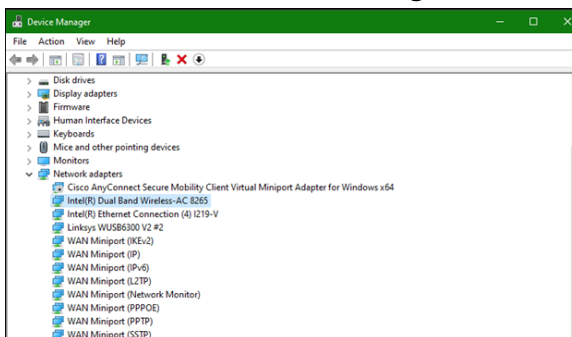 Device Manager
File Action View Help
Disk drives
Display adapters
Firmware
Human Interface Devices
Keyboards
Mice and other pointing devices
Monitors
Network adapters
Cisco AnyConnect Secure Mobility Client Virtual Miniport Adapter for Windows x64
Intel(R) Dual Band Wireless-AC 8265
Intel(R) Ethernet Connection (4) I219-V
Linksys WUSB6300 V2 #2
WAN Miniport (IKEv2)
WAN Miniport (IP)
WAN Miniport (IPv6)
WAN Miniport (L2TP)
WAN Miniport (Network Monitor)
WAN Miniport (PPPOE)
WAN Miniport (PPTP)
WAN Miniport (SSTP)